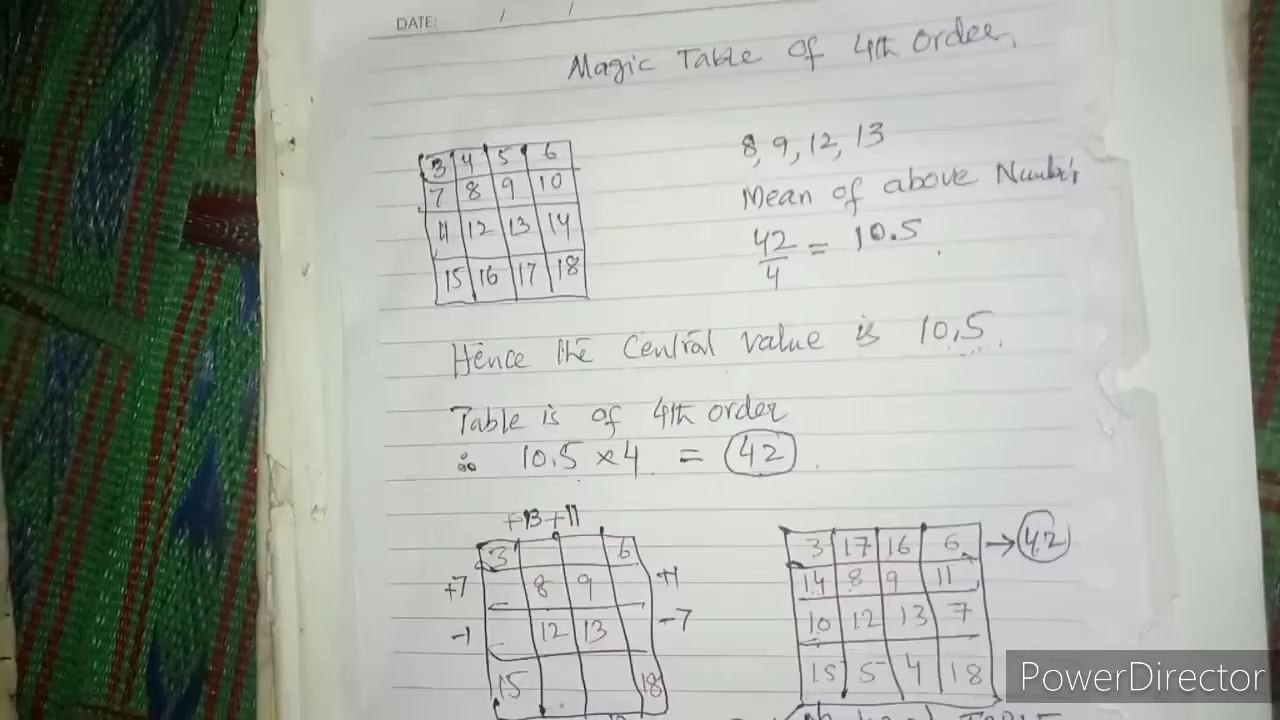 DATE: / /
Magic Table Of 4th Order,
3 4 5 6
7 8 9 10
11 12 13 14
15 16 17 18
8, 9, 12, 13
Mean of above Number,
42/4 = 10.5
Hence the Central value is 10.5
Table is of 4th order
∴ 10.5 x 4 = 42
+13 +11
3 6
+7 8 9 +1
-1 12 13 -7
15 18
3 17 16 6 → 42
14 8 9 11
10 12 13 7
15 5 4 18
PowerDirector